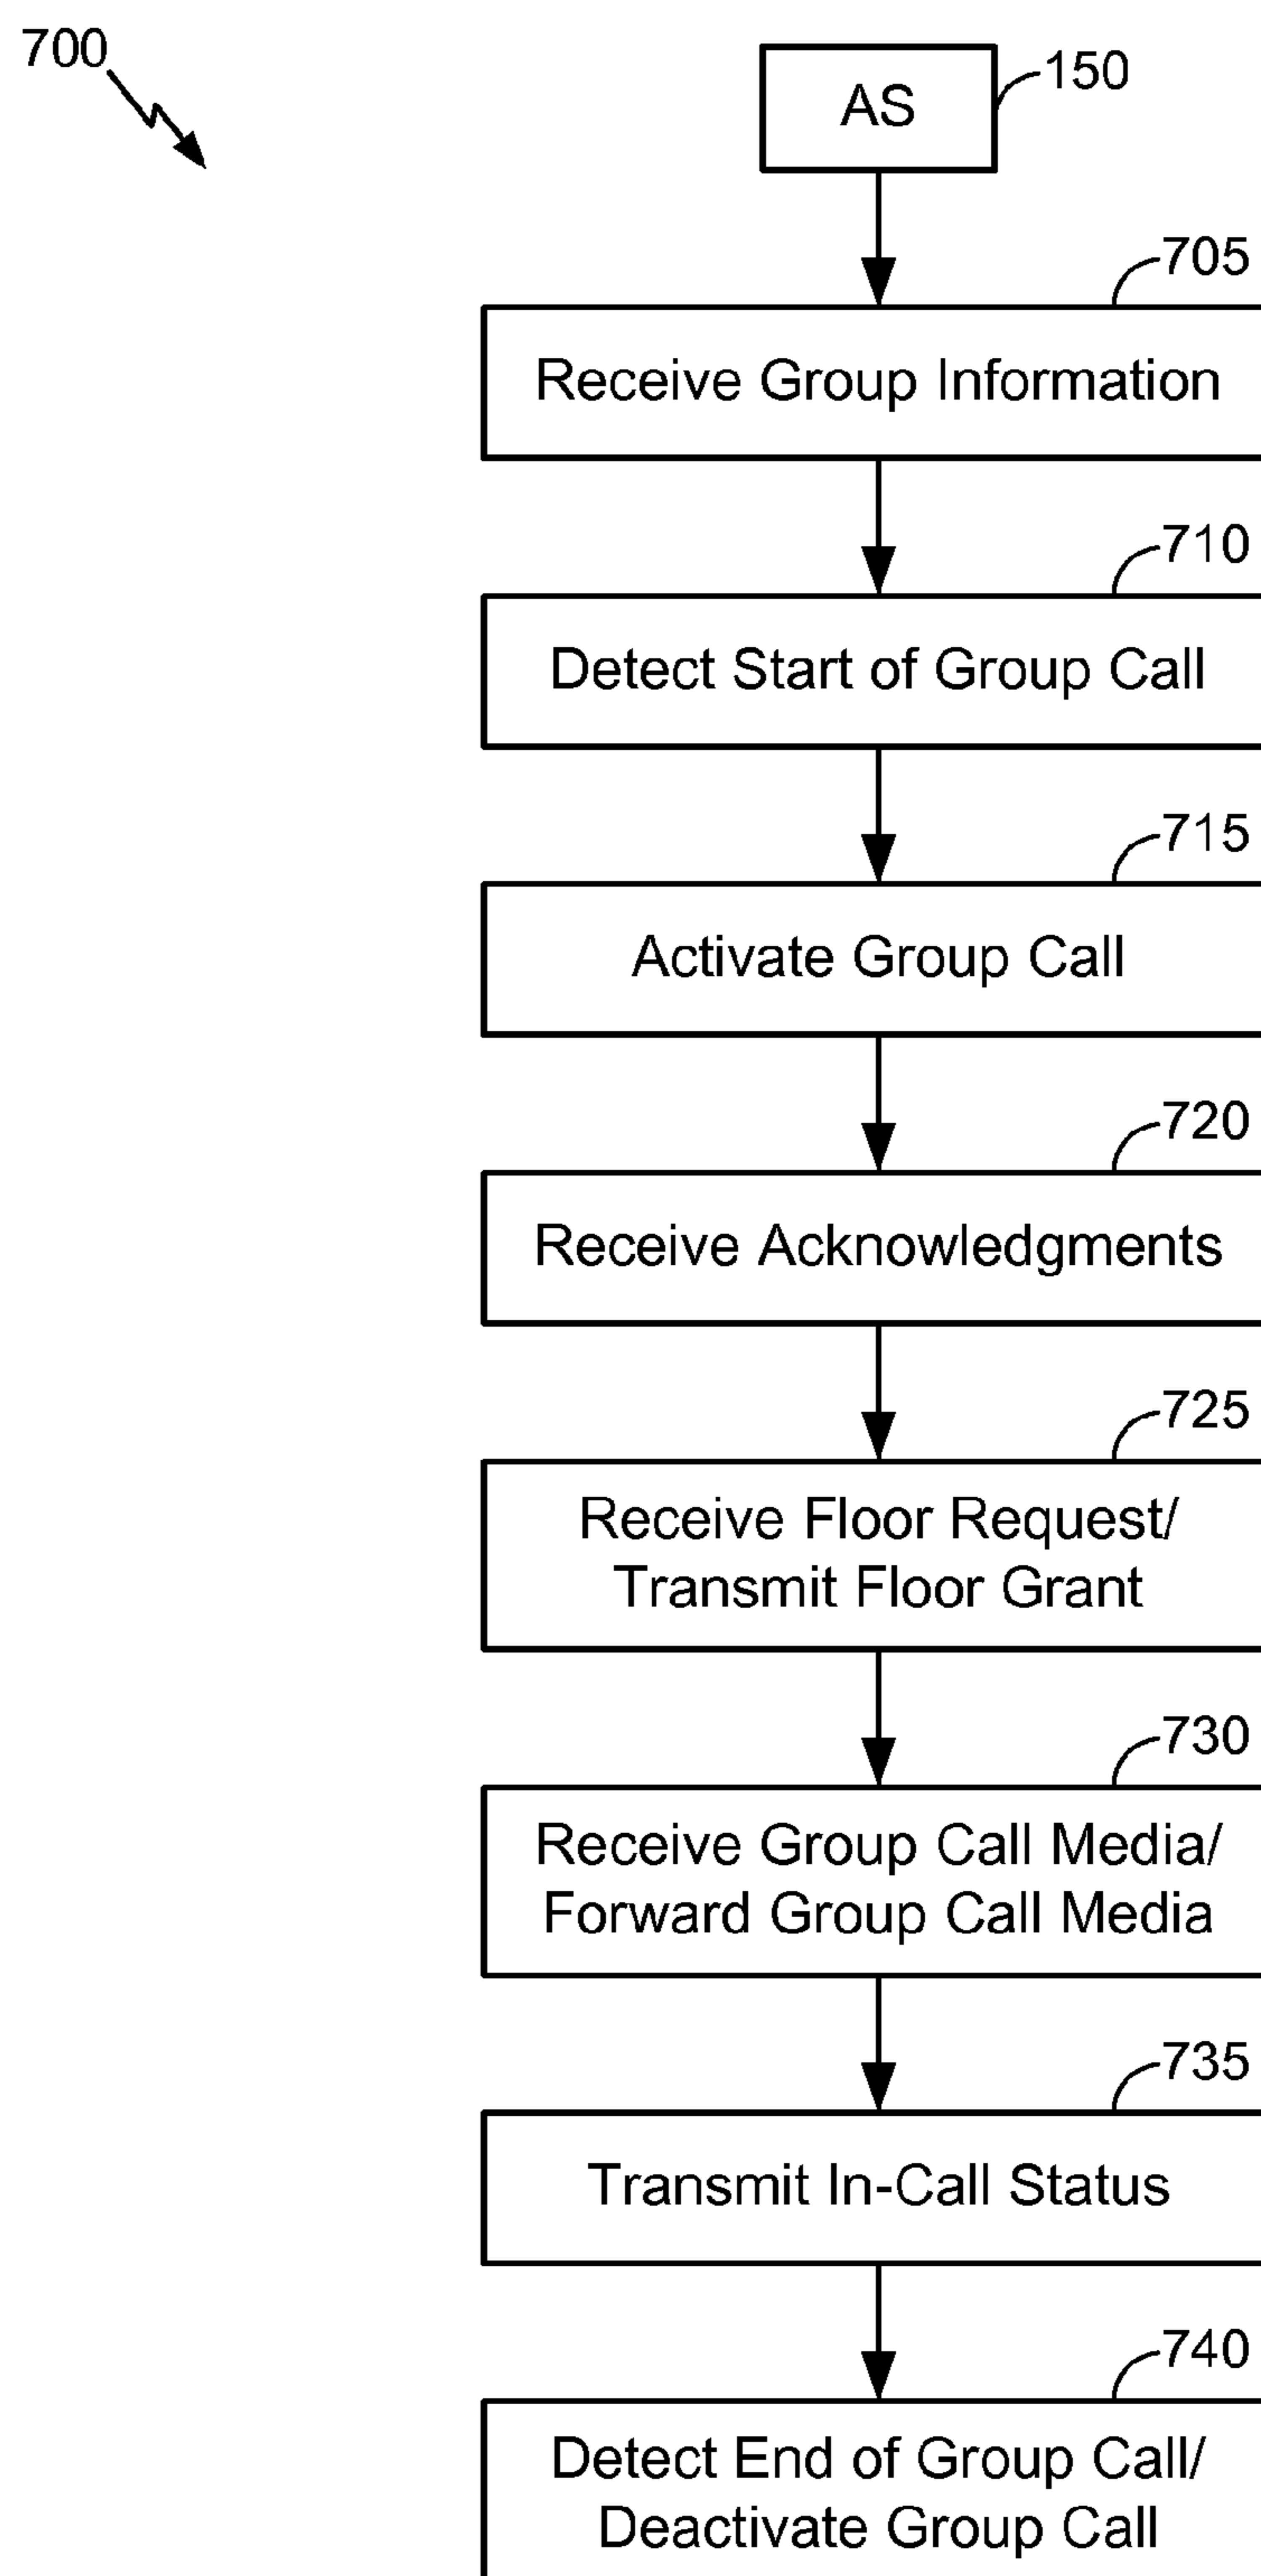 700
AS
150
705
Receive Group Information
710
Detect Start of Group Call
715
Activate Group Call
720
Receive Acknowledgments
725
Receive Floor Request/
Transmit Floor Grant
730
Receive Group Call Media/
Forward Group Call Media
735
Transmit In-Call Status
740
Detect End of Group Call/
Deactivate Group Call